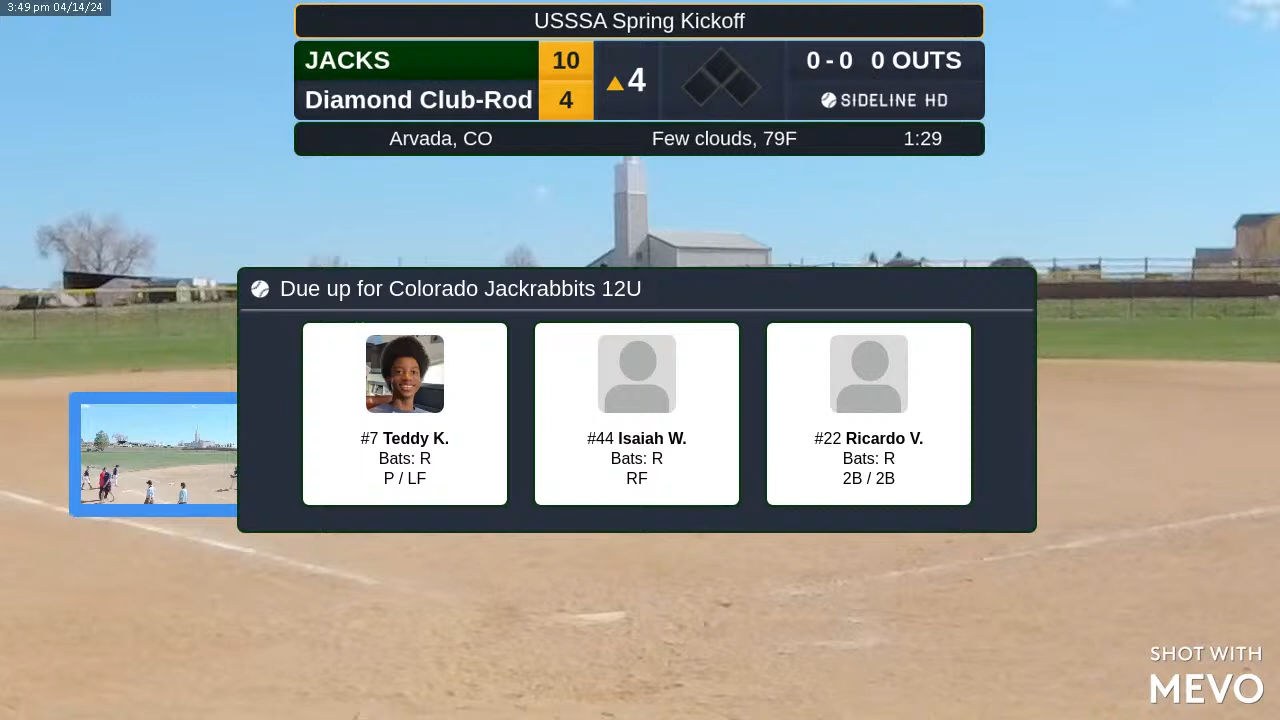 3:49 pm 04/14/24
USSSA Spring Kickoff
JACKS 10
Diamond Club-Rod 4
4
0 - 0 0 OUTS
SIDELINE HD
Arvada, CO Few clouds, 79F 1:29
Due up for Colorado Jackrabbits 12U
#7 Teddy K.
Bats: R
P / LF
#44 Isaiah W.
Bats: R
RF
#22 Ricardo V.
Bats: R
2B / 2B
SHOT WITH
MEVO